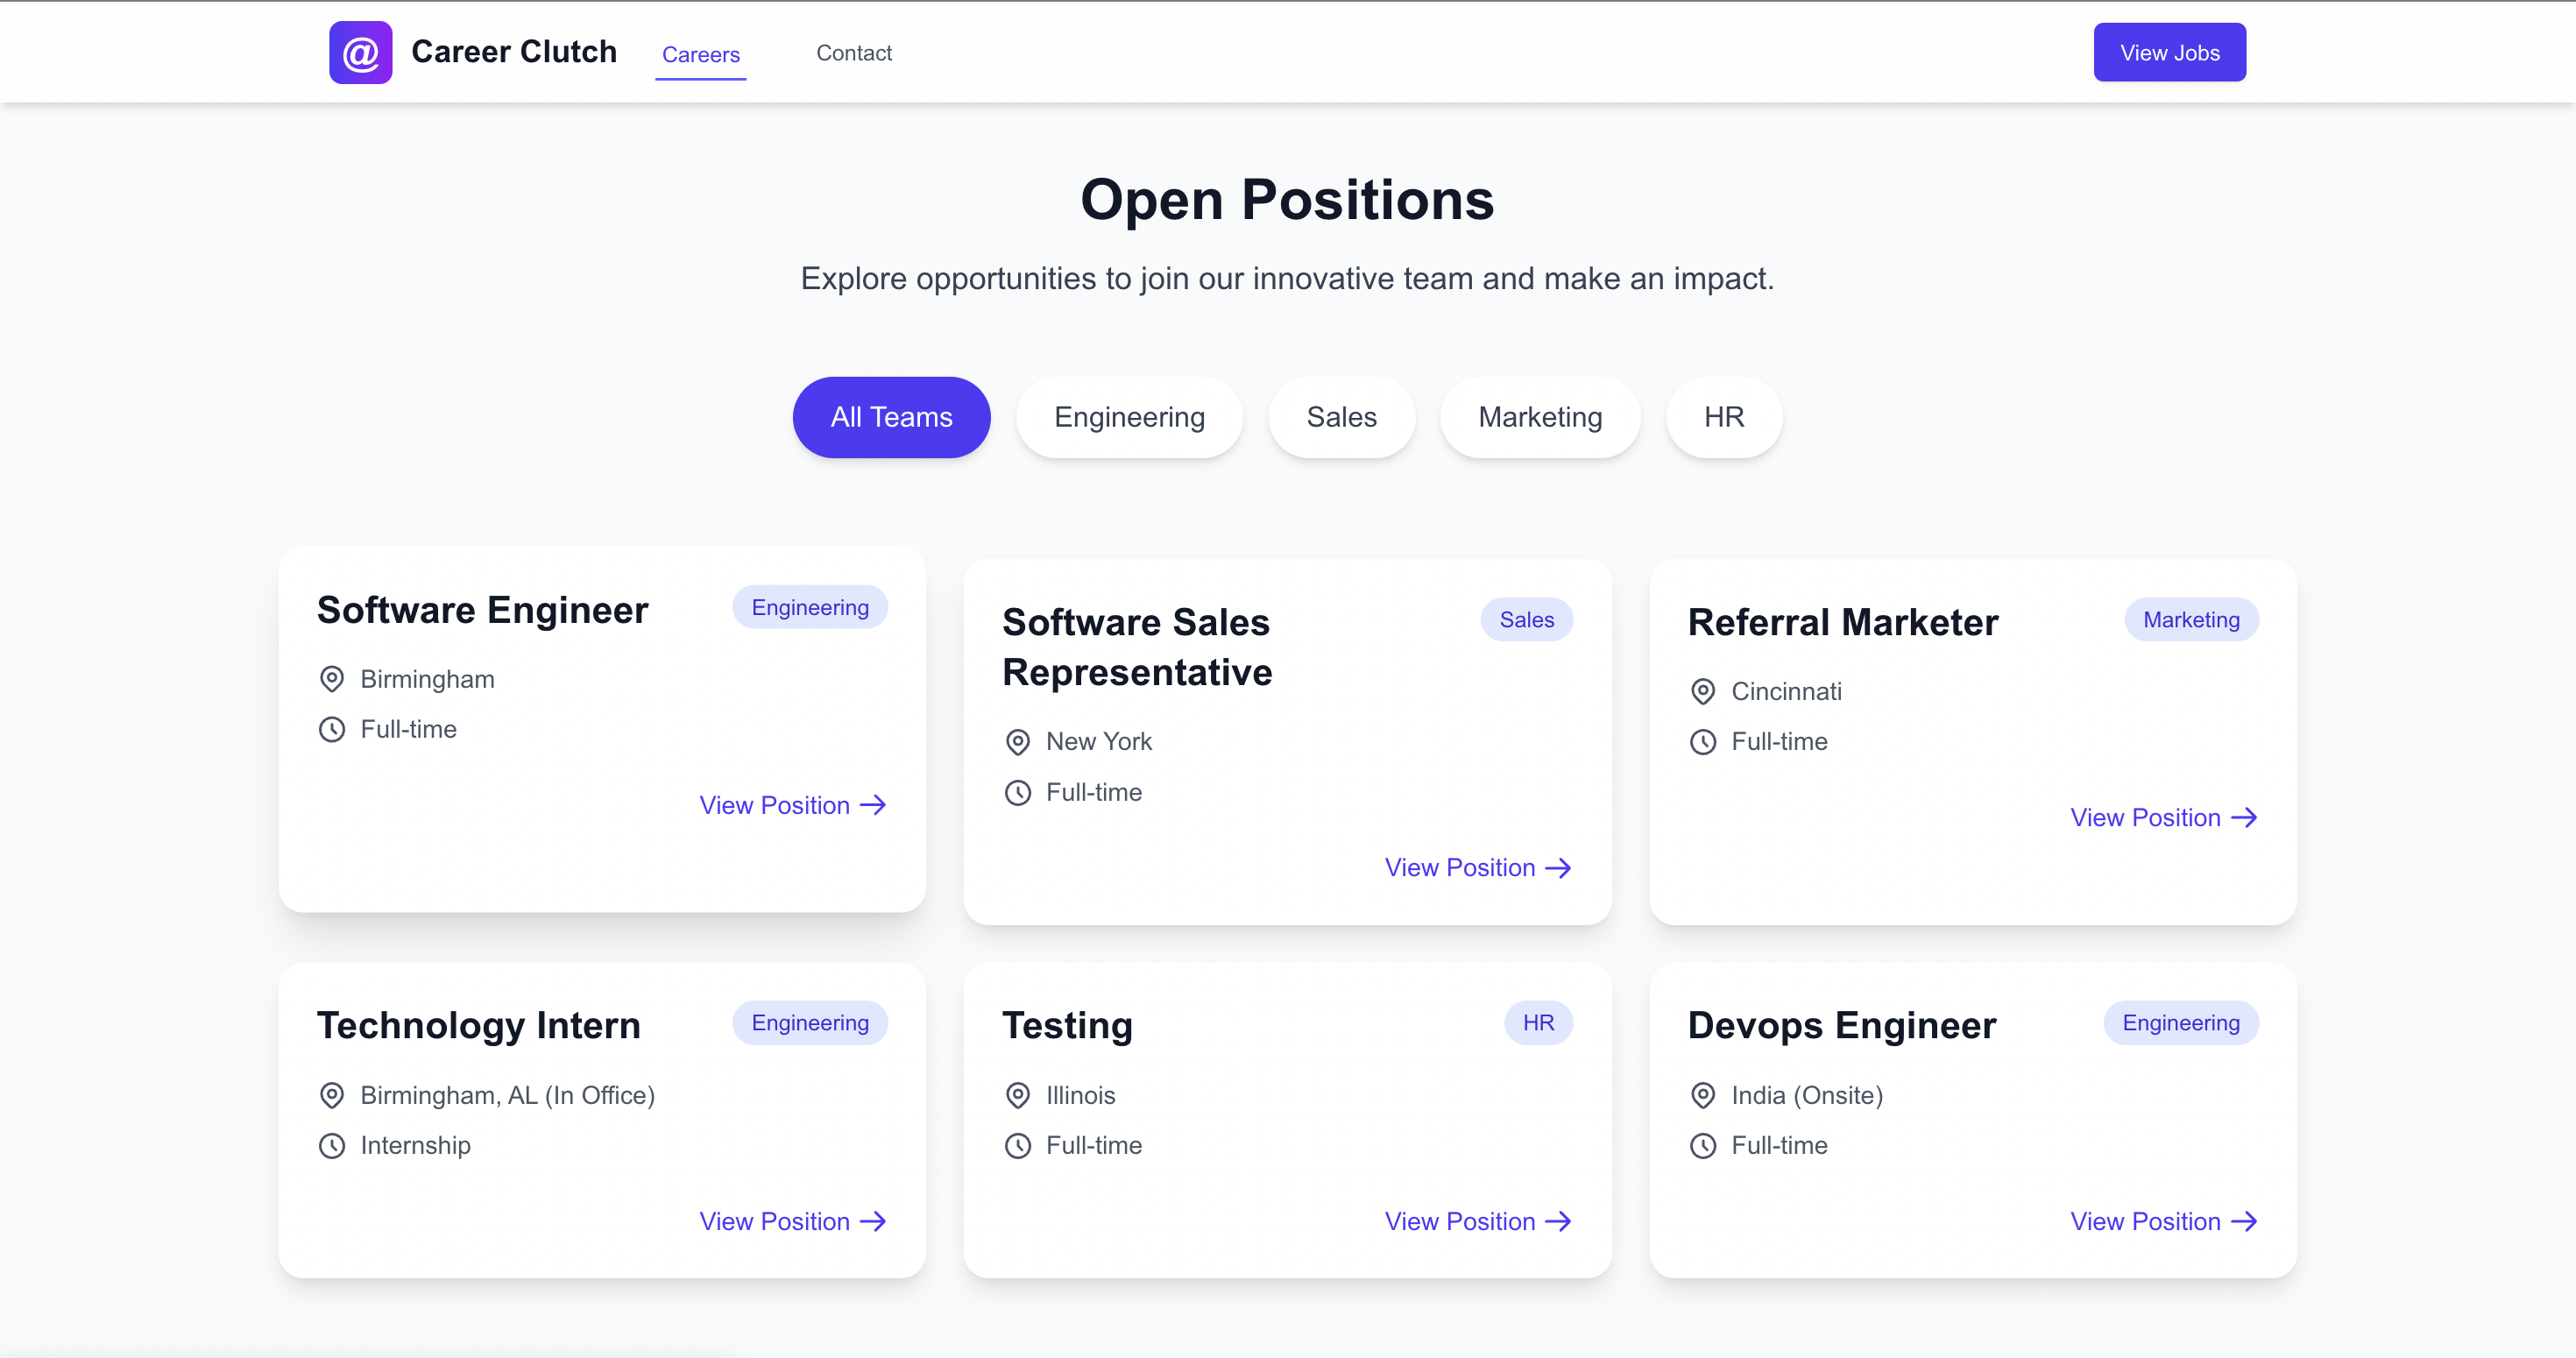 @ Career Clutch Careers Contact View Jobs
Open Positions
Explore opportunities to join our innovative team and make an impact.
All Teams Engineering Sales Marketing HR
Software Engineer Engineering
Birmingham
Full-time
View Position
Software Sales Sales
Representative
New York
Full-time
View Position
Referral Marketer Marketing
Cincinnati
Full-time
View Position
Technology Intern Engineering
Birmingham, AL (In Office)
Internship
View Position
Testing HR
Illinois
Full-time
View Position
Devops Engineer Engineering
India (Onsite)
Full-time
View Position